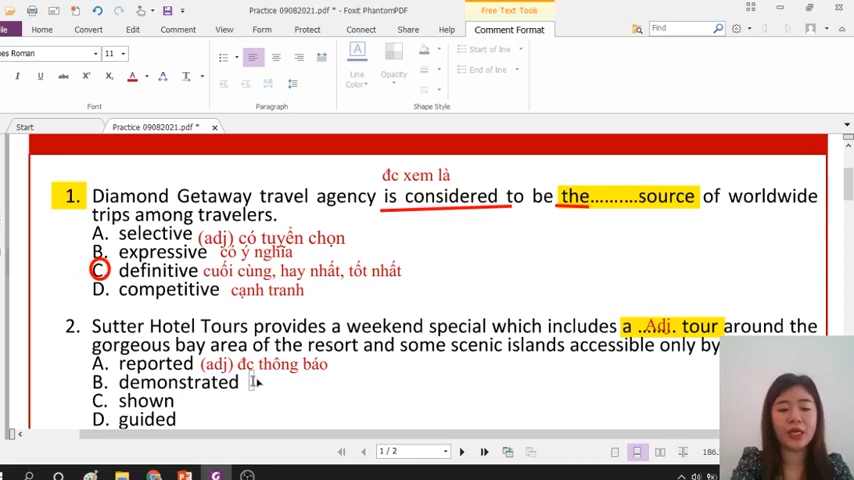 Practice 09082021.pdf * - Foxit PhantomPDF
Free Text Tools
Home
Edit
Organize
Convert
Sign
View
Form
Protect
Connect
Share
Help
Comment Format
Find
es Roman
11
Font
Paragraph
Line Color
Opacity
Start of line
End of line
Shape Style
Start
Practice 09082021.pdf *
đc xem là
1. Diamond Getaway travel agency is considered to be the..........source of worldwide
trips among travelers.
A. selective (adj) có tuyển chọn
B. expressive có ý nghĩa
C. definitive cuối cùng, hay nhất, tốt nhất
D. competitive cạnh tranh
2. Sutter Hotel Tours provides a weekend special which includes a ...Adj... tour around the
gorgeous bay area of the resort and some scenic islands accessible only by
A. reported (adj) đc thông báo
B. demonstrated
C. shown
D. guided
1 / 2
186.